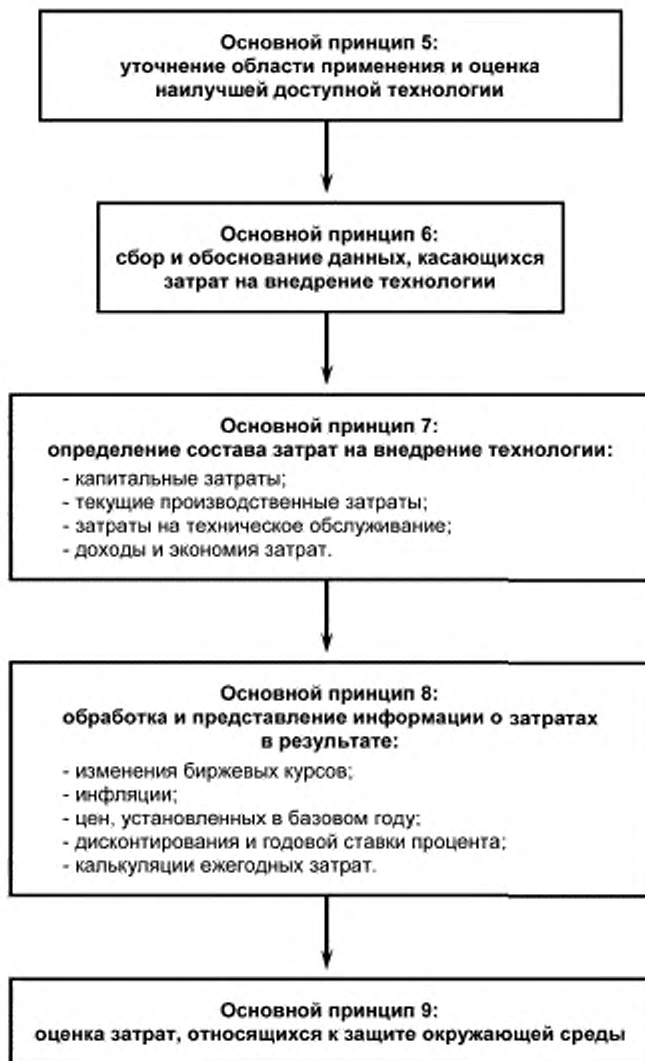 Основной принцип 5:
уточнение области применения и оценка
наилучшей доступной технологии
Основной принцип 6:
сбор и обоснование данных, касающихся
затрат на внедрение технологии
Основной принцип 7:
определение состава затрат на внедрение технологии:
- капитальные затраты;
- текущие производственные затраты;
- затраты на техническое обслуживание;
- доходы и экономия затрат.
Основной принцип 8:
обработка и представление информации о затратах
в результате:
- изменения биржевых курсов;
- инфляции;
- цен, установленных в базовом году;
- дисконтирования и годовой ставки процента;
- калькуляции ежегодных затрат.
Основной принцип 9:
оценка затрат, относящихся к защите окружающей среды